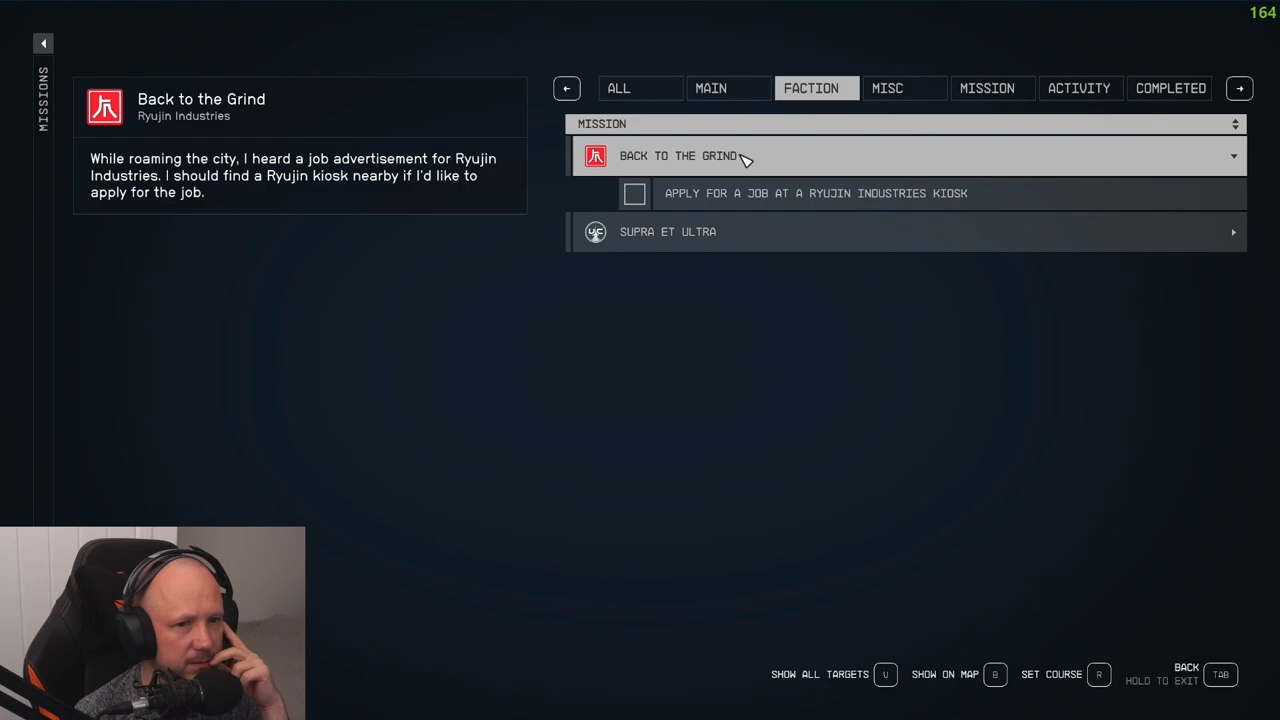 164
MISSIONS
Back to the Grind
Ryujin Industries
While roaming the city, I heard a job advertisement for Ryujin
Industries. I should find a Ryujin kiosk nearby if I'd like to
apply for the job.
ALL MAIN FACTION MISC MISSION ACTIVITY COMPLETED
MISSION
BACK TO THE GRIND
APPLY FOR A JOB AT A RYUJIN INDUSTRIES KIOSK
UC SUPRA ET ULTRA
SHOW ALL TARGETS V SHOW ON MAP B SET COURSE R BACK TAB
HOLD TO EXIT